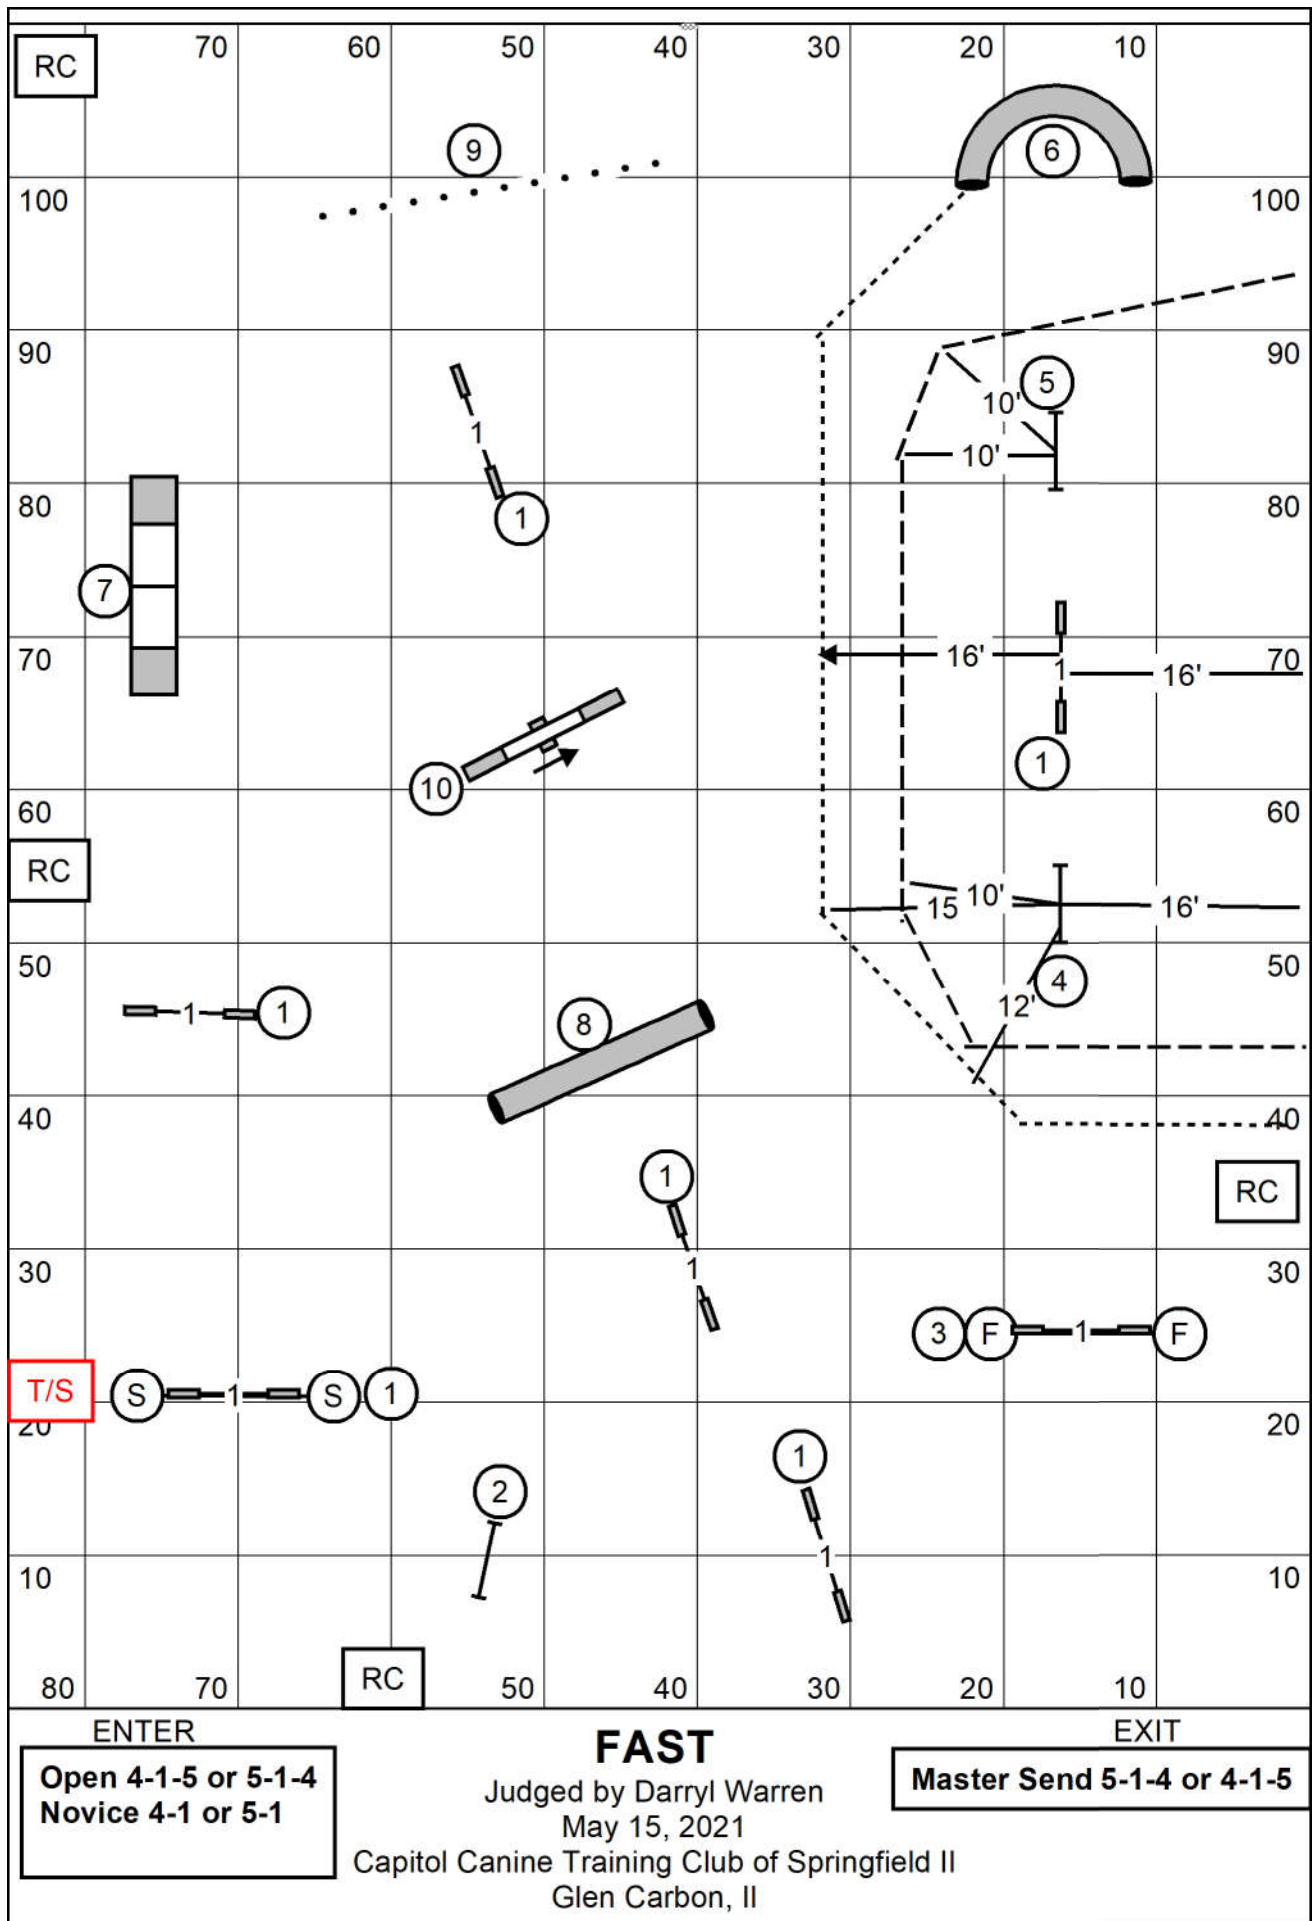 70 60 50 40 30 20 10
RC
9
6
100 100
90 90
5
10'
1
10'
80 80
1
7
70 16' 1 16' 70
1
10
60 60
RC
10'
15 16'
50 50
4
12'
1 1
8
40 40
1
RC
30 1 30
3 F 1 F
T/S
S 1 S 1
20 20
1
2
1
10 10
RC
80 70 50 40 30 20 10
ENTER
EXIT
FAST
Open 4-1-5 or 5-1-4
Novice 4-1 or 5-1
Master Send 5-1-4 or 4-1-5
Judged by Darryl Warren
May 15, 2021
Capitol Canine Training Club of Springfield II
Glen Carbon, II